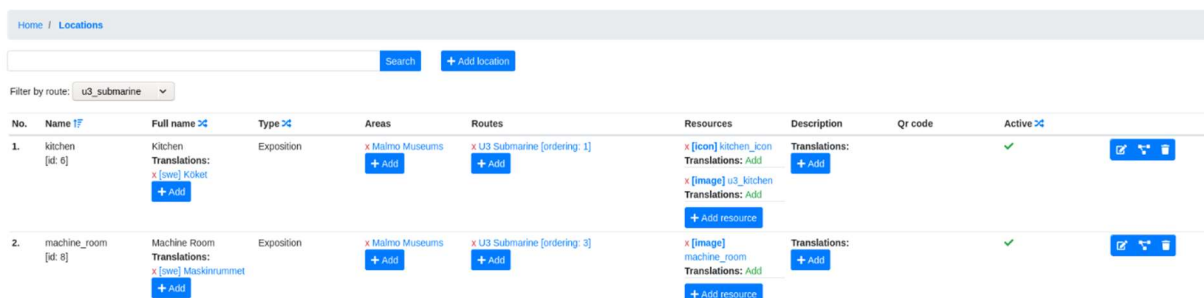 Home / Locations
Search + Add location
Filter by route: u3_submarine
No. Name Full name Type Areas Routes Resources Description Qr code Active
1. kitchen Kitchen Exposition x Malmo Museums x U3 Submarine [ordering: 1] x [icon] kitchen_icon Translations:
[id: 6] Translations: + Add + Add Translations: Add + Add
x [swe] Köket x [image] u3_kitchen
+ Add Translations: Add
+ Add resource
2. machine_room Machine Room Exposition x Malmo Museums x U3 Submarine [ordering: 3] x [image] Translations:
[id: 8] Translations: + Add + Add machine_room + Add
x [swe] Maskinrummet Translations: Add
+ Add + Add resource